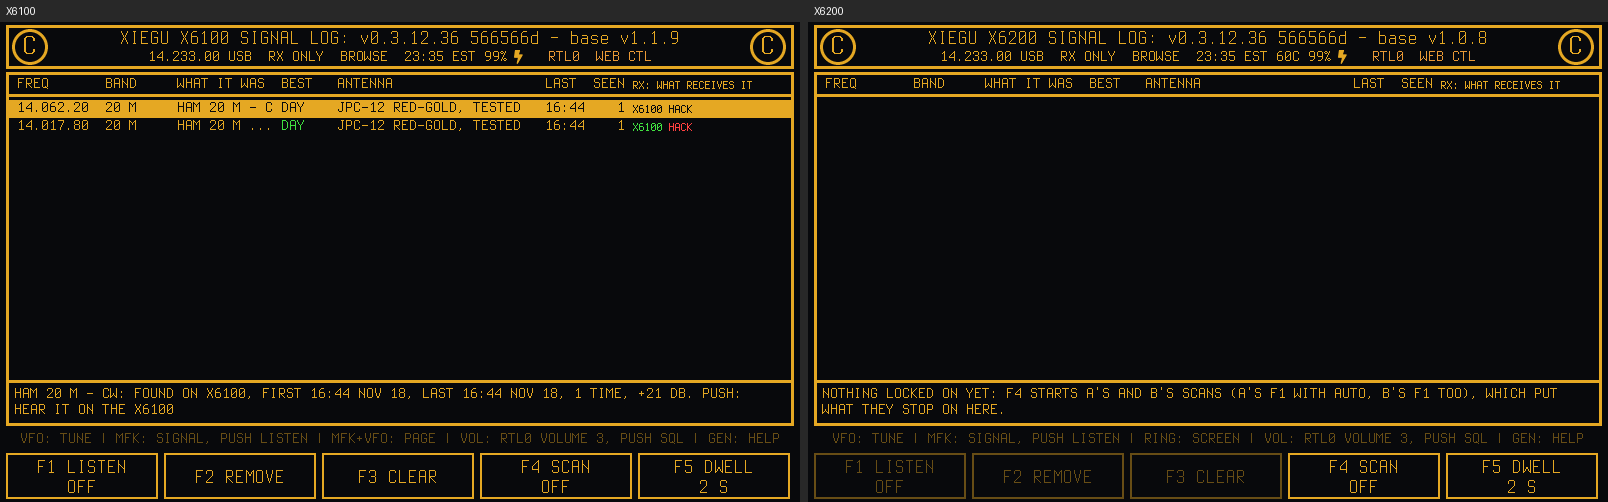 X6100
C XIEGU X6100 SIGNAL LOG: v0.3.12.36 566566d - base v1.1.9 C
14.233.00 USB RX ONLY BROWSE 23:35 EST 99% RTL0 WEB CTL
FREQ BAND WHAT IT WAS BEST ANTENNA LAST SEEN RX: WHAT RECEIVES IT
14.062.20 20 M HAM 20 M - C DAY JPC-12 RED-GOLD, TESTED 16:44 1 X6100 HACK
14.017.80 20 M HAM 20 M ... DAY JPC-12 RED-GOLD, TESTED 16:44 1 X6100 HACK
HAM 20 M - CW: FOUND ON X6100, FIRST 16:44 NOV 18, LAST 16:44 NOV 18, 1 TIME, +21 DB. PUSH:
HEAR IT ON THE X6100
VFO: TUNE | MFK: SIGNAL, PUSH LISTEN | MFK+VFO: PAGE | VOL: RTL0 VOLUME 3, PUSH SQL | GEN: HELP
F1 LISTEN
OFF
F2 REMOVE
F3 CLEAR
F4 SCAN
OFF
F5 DWELL
2 S
X6200
C XIEGU X6200 SIGNAL LOG: v0.3.12.36 566566d - base v1.0.8 C
14.233.00 USB RX ONLY BROWSE 23:35 EST 60C 99% RTL0 WEB CTL
FREQ BAND WHAT IT WAS BEST ANTENNA LAST SEEN RX: WHAT RECEIVES IT
NOTHING LOCKED ON YET: F4 STARTS A'S AND B'S SCANS (A'S F1 WITH AUTO, B'S F1 TOO), WHICH PUT
WHAT THEY STOP ON HERE.
VFO: TUNE | MFK: SIGNAL, PUSH LISTEN | RING: SCREEN | VOL: RTL0 VOLUME 3, PUSH SQL | GEN: HELP
F1 LISTEN
OFF
F2 REMOVE
F3 CLEAR
F4 SCAN
OFF
F5 DWELL
2 S